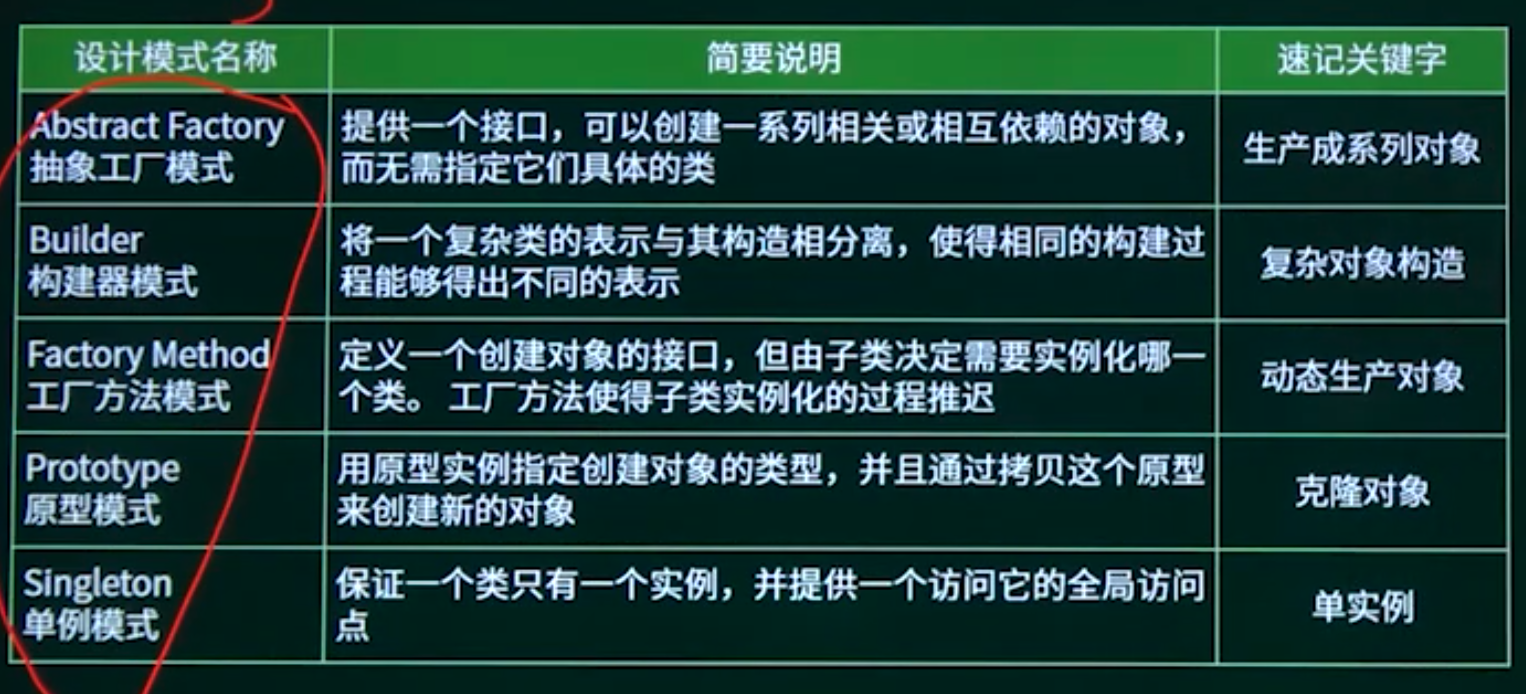 设计模式名称
简要说明
速记关键字
Abstract Factory
抽象工厂模式
提供一个接口，可以创建一系列相关或相互依赖的对象，
而无需指定它们具体的类
生产成系列对象
Builder
构建器模式
将一个复杂类的表示与其构造相分离，使得相同的构建过
程能够得出不同的表示
复杂对象构造
Factory Method
工厂方法模式
定义一个创建对象的接口，但由子类决定需要实例化哪一
个类。 工厂方法使得子类实例化的过程推迟
动态生产对象
Prototype
原型模式
用原型实例指定创建对象的类型，并且通过拷贝这个原型
来创建新的对象
克隆对象
Singleton
单例模式
保证一个类只有一个实例，并提供一个访问它的全局访问
点
单实例